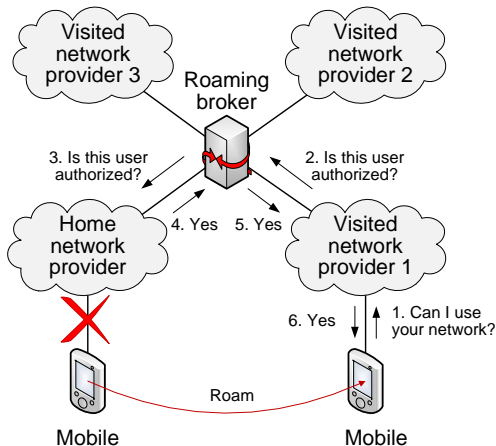 Visited
network
provider 3
Visited
network
provider 2
Roaming
broker
3. Is this user
authorized?
2. Is this user
authorized?
Home
network
provider
4. Yes
5. Yes
Visited
network
provider 1
6. Yes
1. Can I use
your network?
Roam
Mobile
Mobile